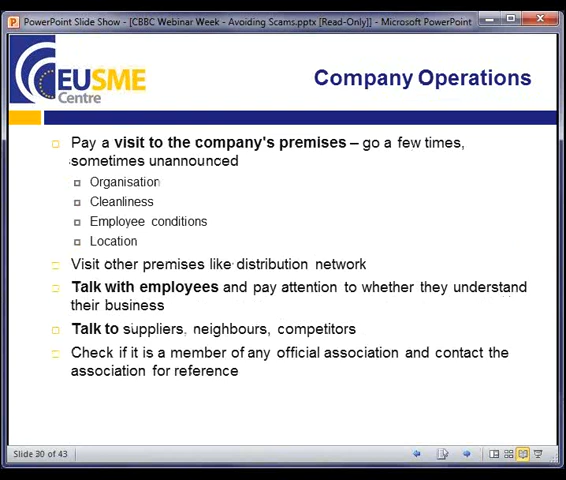 PowerPoint Slide Show - [CBBC Webinar Week - Avoiding Scams.pptx [Read-Only]] - Microsoft PowerPoint
EUSME
Centre
Company Operations
Pay a visit to the company's premises – go a few times,
sometimes unannounced
Organisation
Cleanliness
Employee conditions
Location
Visit other premises like distribution network
Talk with employees and pay attention to whether they understand
their business
Talk to suppliers, neighbours, competitors
Check if it is a member of any official association and contact the
association for reference
Slide 30 of 43